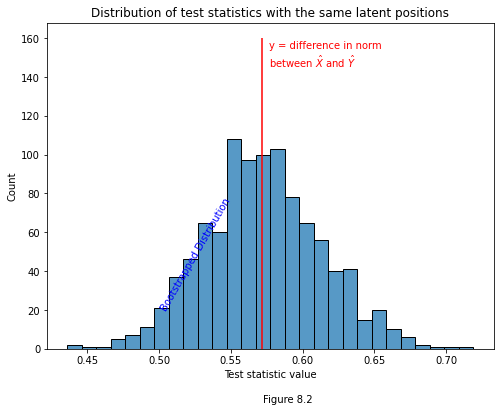 Distribution of test statistics with the same latent positions
160
140
120
100
80
60
40
20
0
Count
y = difference in norm
between X̂ and Ŷ
Bootstrapped Distribution
0.45 0.50 0.55 0.60 0.65 0.70
Test statistic value
Figure 8.2